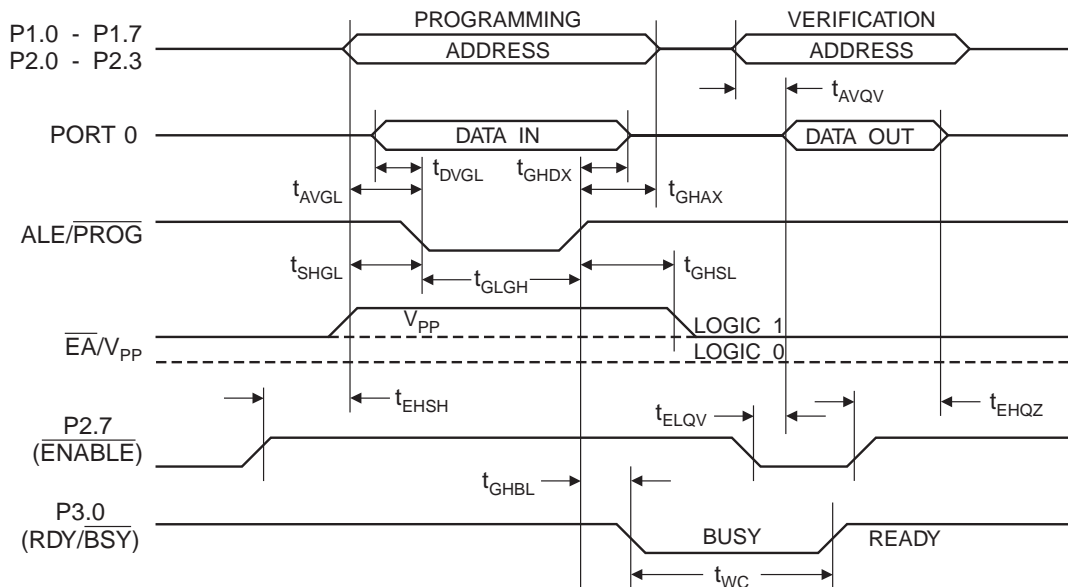 PROGRAMMING
VERIFICATION
P1.0 - P1.7
P2.0 - P2.3
ADDRESS
ADDRESS
tAVQV
PORT 0
DATA IN
DATA OUT
tDVGL
tGHDX
tAVGL
tGHAX
ALE/PROG
tSHGL
tGLGH
tGHSL
VPP
LOGIC 1
EA/VPP
LOGIC 0
tEHSH
tELQV
tEHQZ
P2.7
(ENABLE)
tGHBL
P3.0
(RDY/BSY)
BUSY
READY
tWC